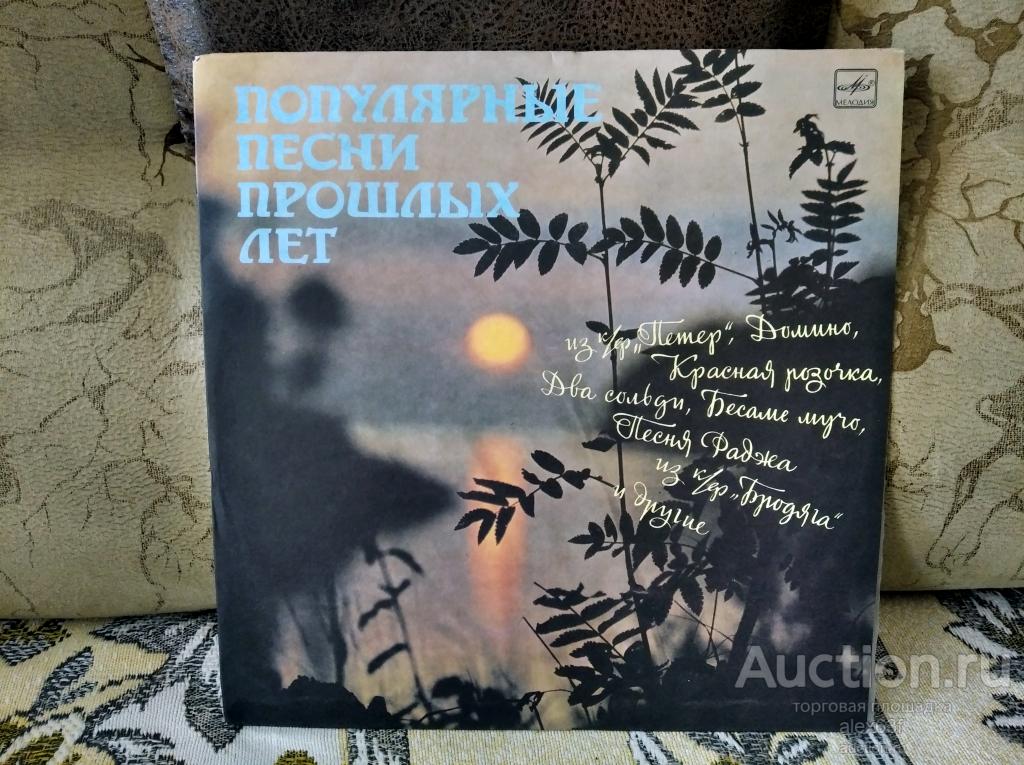 ПОПУЛЯРНЫЕ
ПЕСНИ
ПРОШЛЫХ
ЛЕТ
МЕЛОДИЯ
из к/ф „Петер“, Домино,
Красная розочка,
Два сольди, Бесаме мучо,
Песня Раджа
из к/ф „Бродяга“
и другие
Auction.ru
торговая площадка